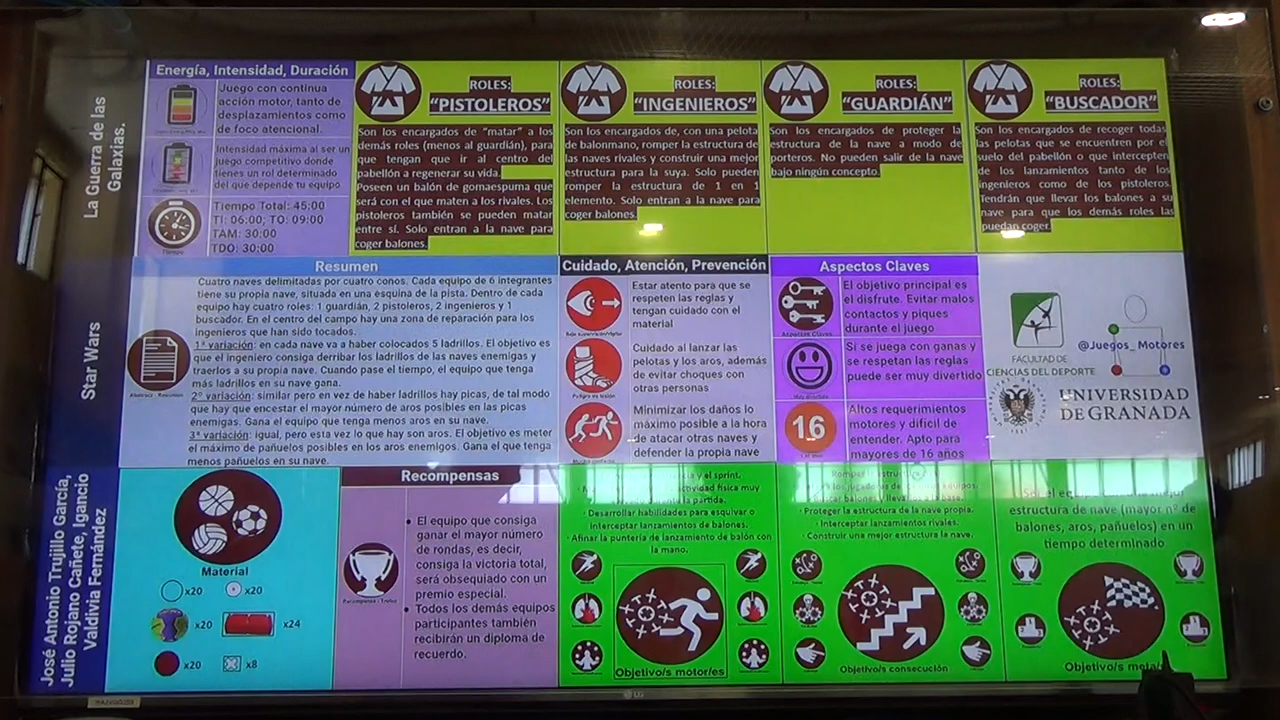 La Guerra de las
Galaxias.
Energía, Intensidad, Duración
Juego con continua
acción motor, tanto de
desplazamientos como
de foco atencional.
Intensidad máxima al ser un
juego competitivo donde
tienes un rol determinado
del que depende tu equipo
Tiempo
Tiempo Total: 45:00
TI: 06:00, TO: 09:00
TAM: 30:00
TDO: 30:00
ROLES:
“PISTOLEROS”
Son los encargados de “matar” a los
demás roles (menos al guardián), para
que tengan que ir al centro del
pabellón a regenerar su vida.
Poseen un balón de gomaespuma que
será con el que maten a los rivales. Los
pistoleros también se pueden matar
entre sí. Solo entran a la nave para
coger balones.
ROLES:
“INGENIEROS”
Son los encargados de, con una pelota
de balonmano, romper la estructura de
las naves rivales y construir una mejor
estructura para la suya. Solo pueden
romper la estructura de 1 en 1
elemento. Solo entran a la nave para
coger balones.
ROLES:
“GUARDIÁN”
Son los encargados de proteger la
estructura de la nave a modo de
porteros. No pueden salir de la nave
bajo ningún concepto.
ROLES:
“BUSCADOR”
Son los encargados de recoger todas
las pelotas que se encuentren por el
suelo del pabellón o que intercepten
de los lanzamientos tanto de los
ingenieros como de los pistoleros.
Tendrán que llevar los balones a su
nave para que los demás roles las
puedan coger.
Star Wars
Resumen
Cuatro naves delimitadas por cuatro conos. Cada equipo de 6 integrantes
tiene su propia nave, situada en una esquina de la pista. Dentro de cada
equipo hay cuatro roles: 1 guardián, 2 pistoleros, 2 ingenieros y 1
buscador. En el centro del campo hay una zona de reparación para los
ingenieros que han sido tocados.
1ª variación: en cada nave va a haber colocados 5 ladrillos. El objetivo es
que el ingeniero consiga derribar los ladrillos de las naves enemigas y
traerlos a su propia nave. Cuando pase el tiempo, el equipo que tenga
más ladrillos en su nave gana.
2º variación: similar pero en vez de haber ladrillos hay picas, de tal modo
que hay que encestar el mayor número de aros posibles en las picas
enemigas. Gana el equipo que tenga menos aros en su nave.
3ª variación: igual, pero esta vez lo que hay son aros. El objetivo es meter
el máximo de pañuelos posibles en los aros enemigos. Gana el que tenga
menos pañuelos en su nave.
Abstract - Resumen
Cuidado, Atención, Prevención
Estar atento para que se
respeten las reglas y
tengan cuidado con el
material
Cuidado al lanzar las
pelotas y los aros, además
de evitar choques con
otras personas
Peligro de lesión
Minimizar los daños lo
máximo posible a la hora
de atacar otras naves y
defender la propia nave
Aspectos Claves
El objetivo principal es
el disfrute. Evitar malos
contactos y piques
durante el juego
Aspectos Claves
Si se juega con ganas y
se respetan las reglas
puede ser muy divertido
Muy divertido
16
Altos requerimientos
motores y dificil de
entender. Apto para
mayores de 16 años
FACULTAD DE
CIENCIAS DEL DEPORTE
@Juegos_Motores
UNIVERSIDAD
DE GRANADA
José Antonio Trujillo García,
Julio Rojano Cañete, Igancio
Valdivia Fernández
Material
x20
x20
x20
x24
x20
x8
Recompensas
El equipo que consiga
ganar el mayor número
de rondas, es decir,
consiga la victoria total,
será obsequiado con un
premio especial.
Todos los demás equipos
participantes también
recibirán un diploma de
recuerdo.
Recompensa - Trofeo
y el sprint.
física muy
partida.
· Desarrollar habilidades para esquivar o
interceptar lanzamientos de balones.
· Afinar la puntería de lanzamiento de balón con
la mano.
Objetivo/s motor/es
Romper
equipos.
balones y llevarlos a la base.
· Proteger la estructura de la nave propia.
· Interceptar lanzamientos rivales.
· Construir una mejor estructura la nave.
Objetivo/s consecución
Ser el mejor
estructura de nave (mayor nº de
balones, aros, pañuelos) en un
tiempo determinado
Objetivo/s
LG